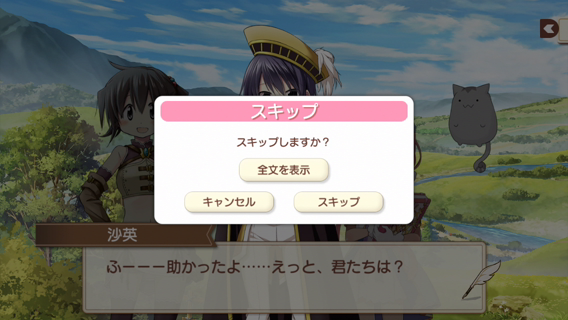 スキップ
スキップしますか？
全文を表示
キャンセル
スキップ
沙英
ふーーー助かったよ……えっと、君たちは？